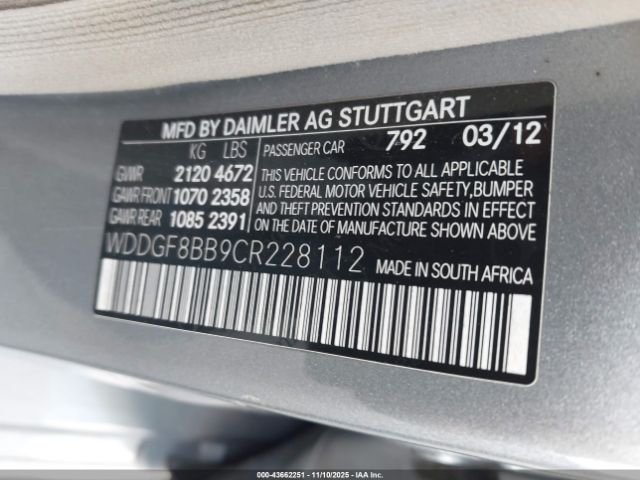 MFD BY DAIMLER AG STUTTGART
KG LBS
GVWR 2120 4672
GAWR FRONT 1070 2358
GAWR REAR 1085 2391
PASSENGER CAR 792 03/12
THIS VEHICLE CONFORMS TO ALL APPLICABLE
U.S. FEDERAL MOTOR VEHICLE SAFETY,BUMPER
AND THEFT PREVENTION STANDARDS IN EFFECT
ON THE DATE OF MANUFACTURE SHOWN ABOVE.
WDDGF8BB9CR228112 MADE IN SOUTH AFRICA
000-43662251 - 11/10/2025 - IAA Inc.